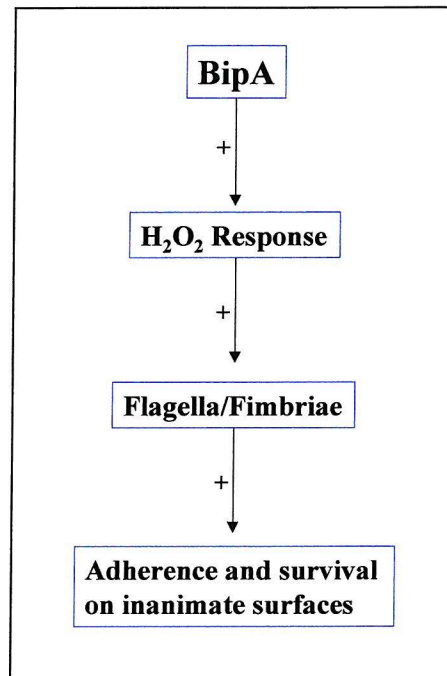 BipA
+
H₂O₂ Response
+
Flagella/Fimbriae
+
Adherence and survival
on inanimate surfaces